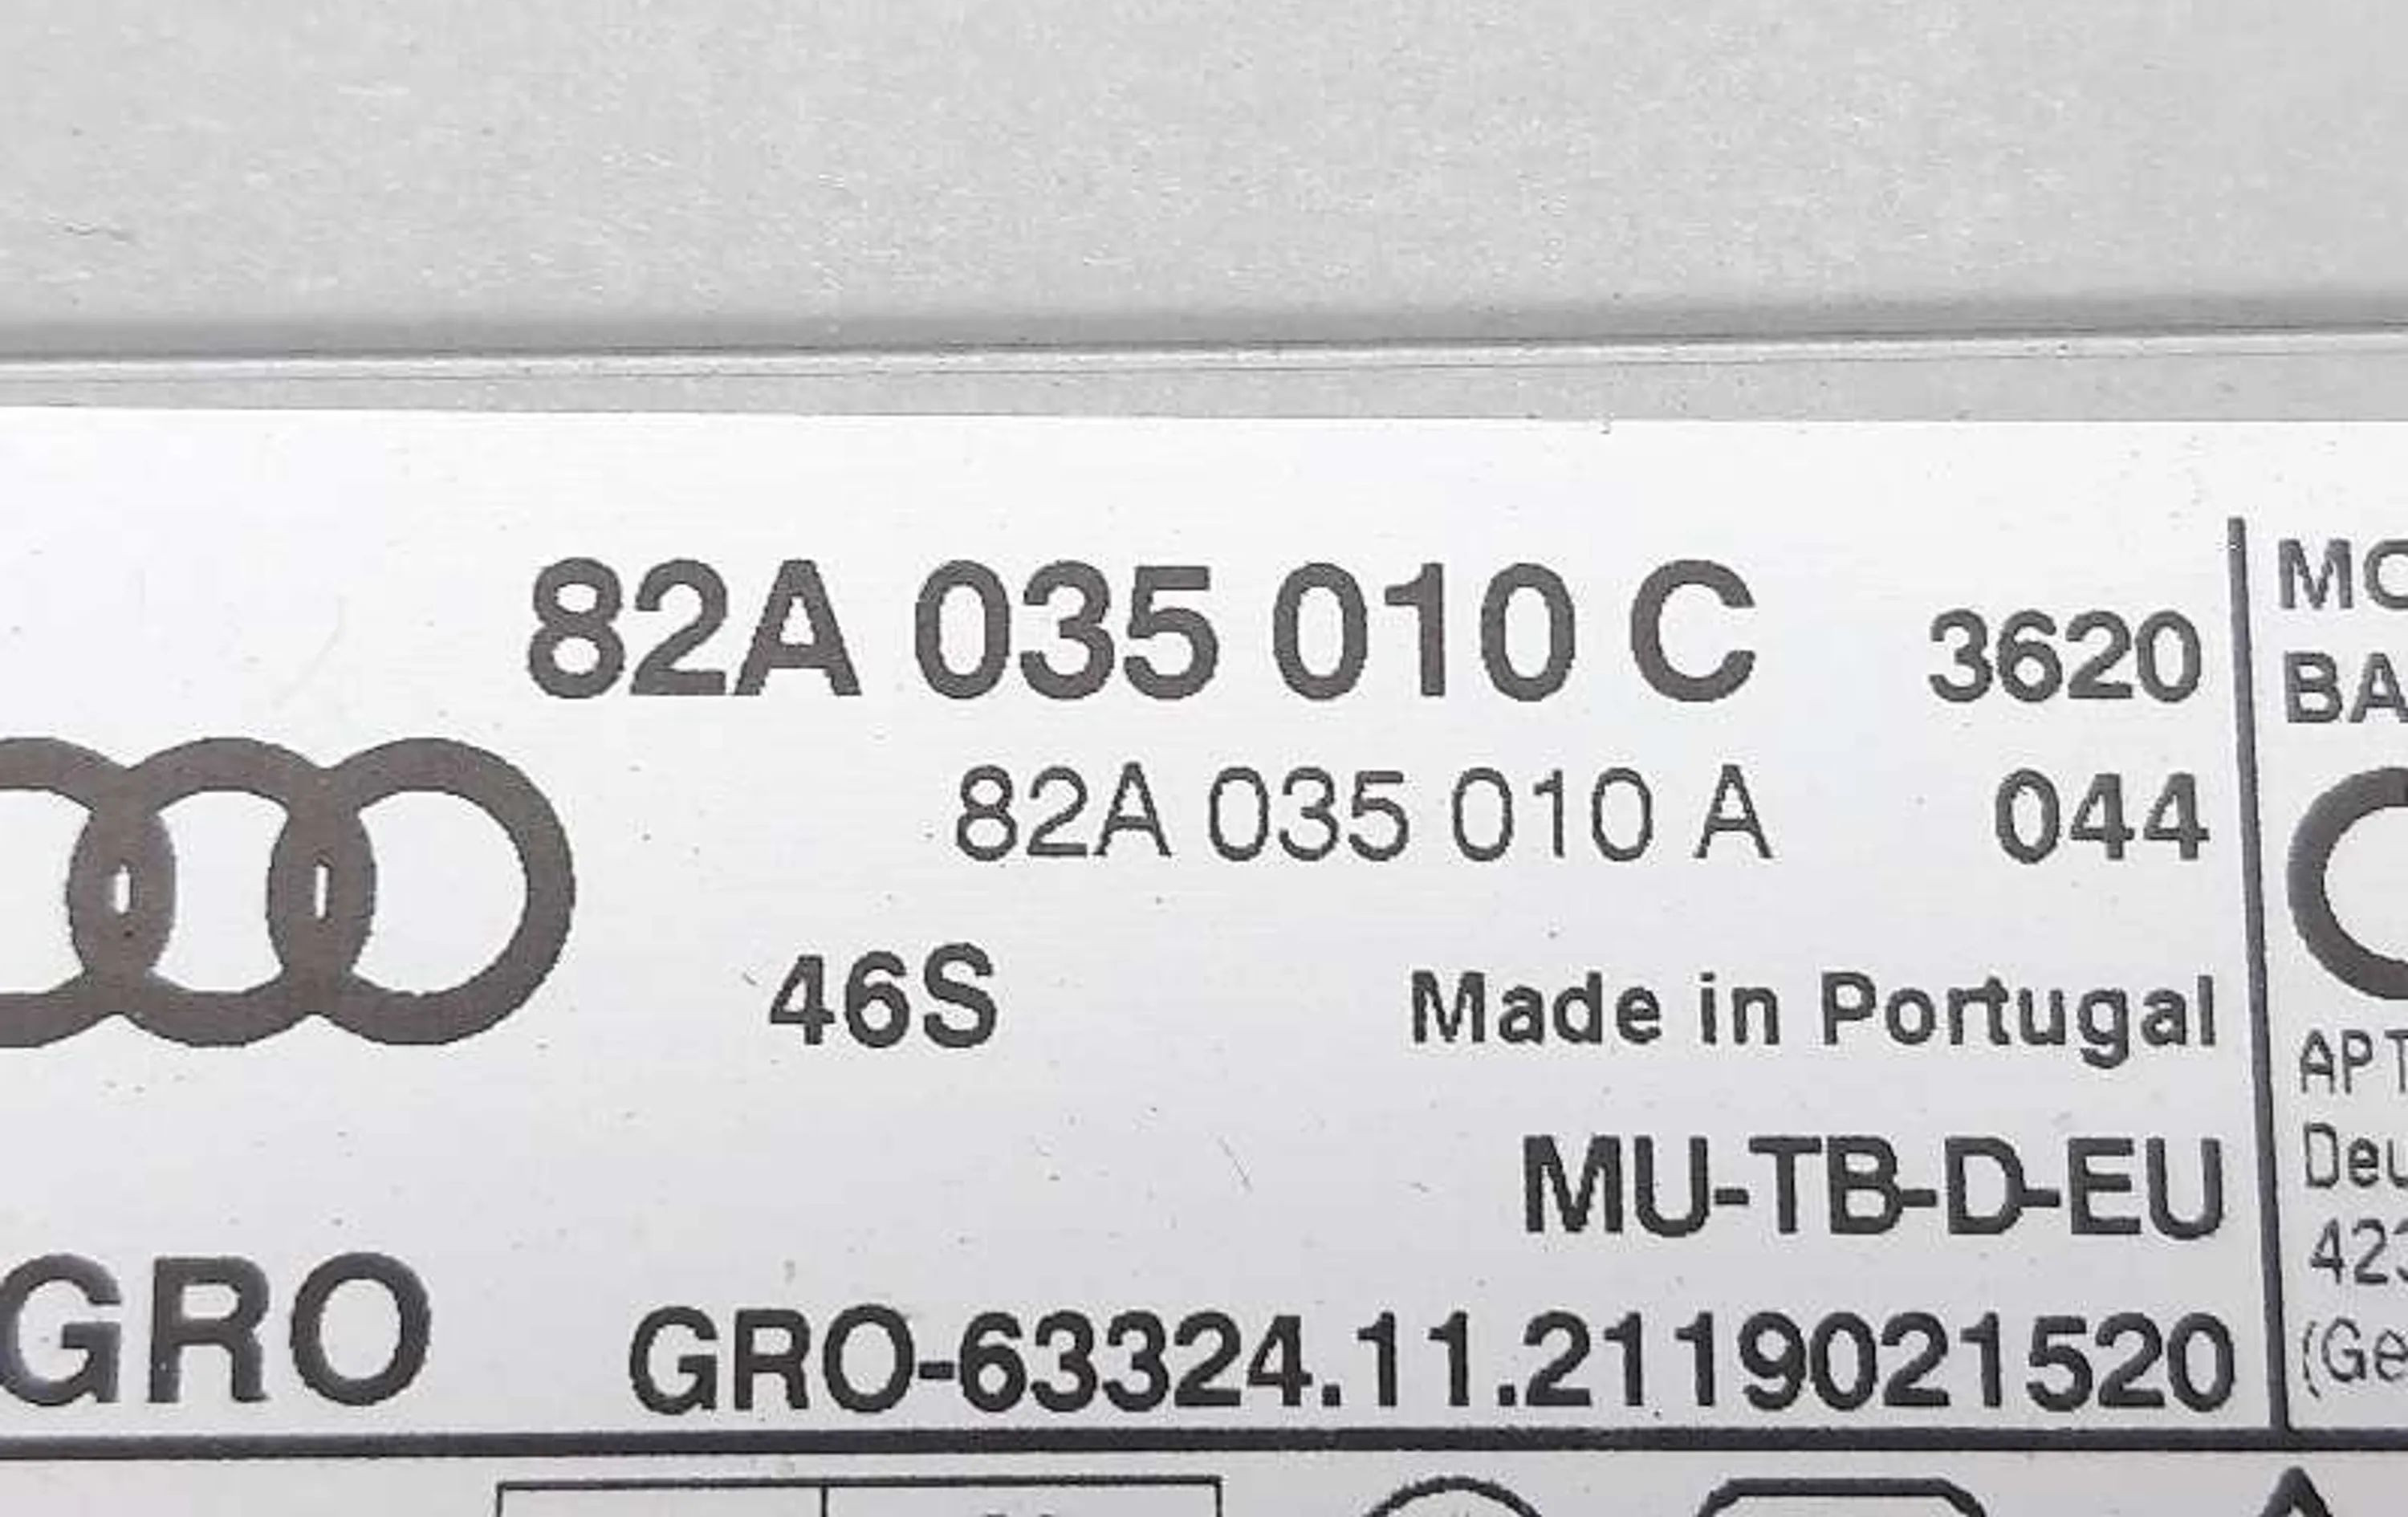 82A 035 010 C 3620
82A 035 010 A 044
46S Made in Portugal
MU-TB-D-EU
GRO GRO-63324.11.2119021520